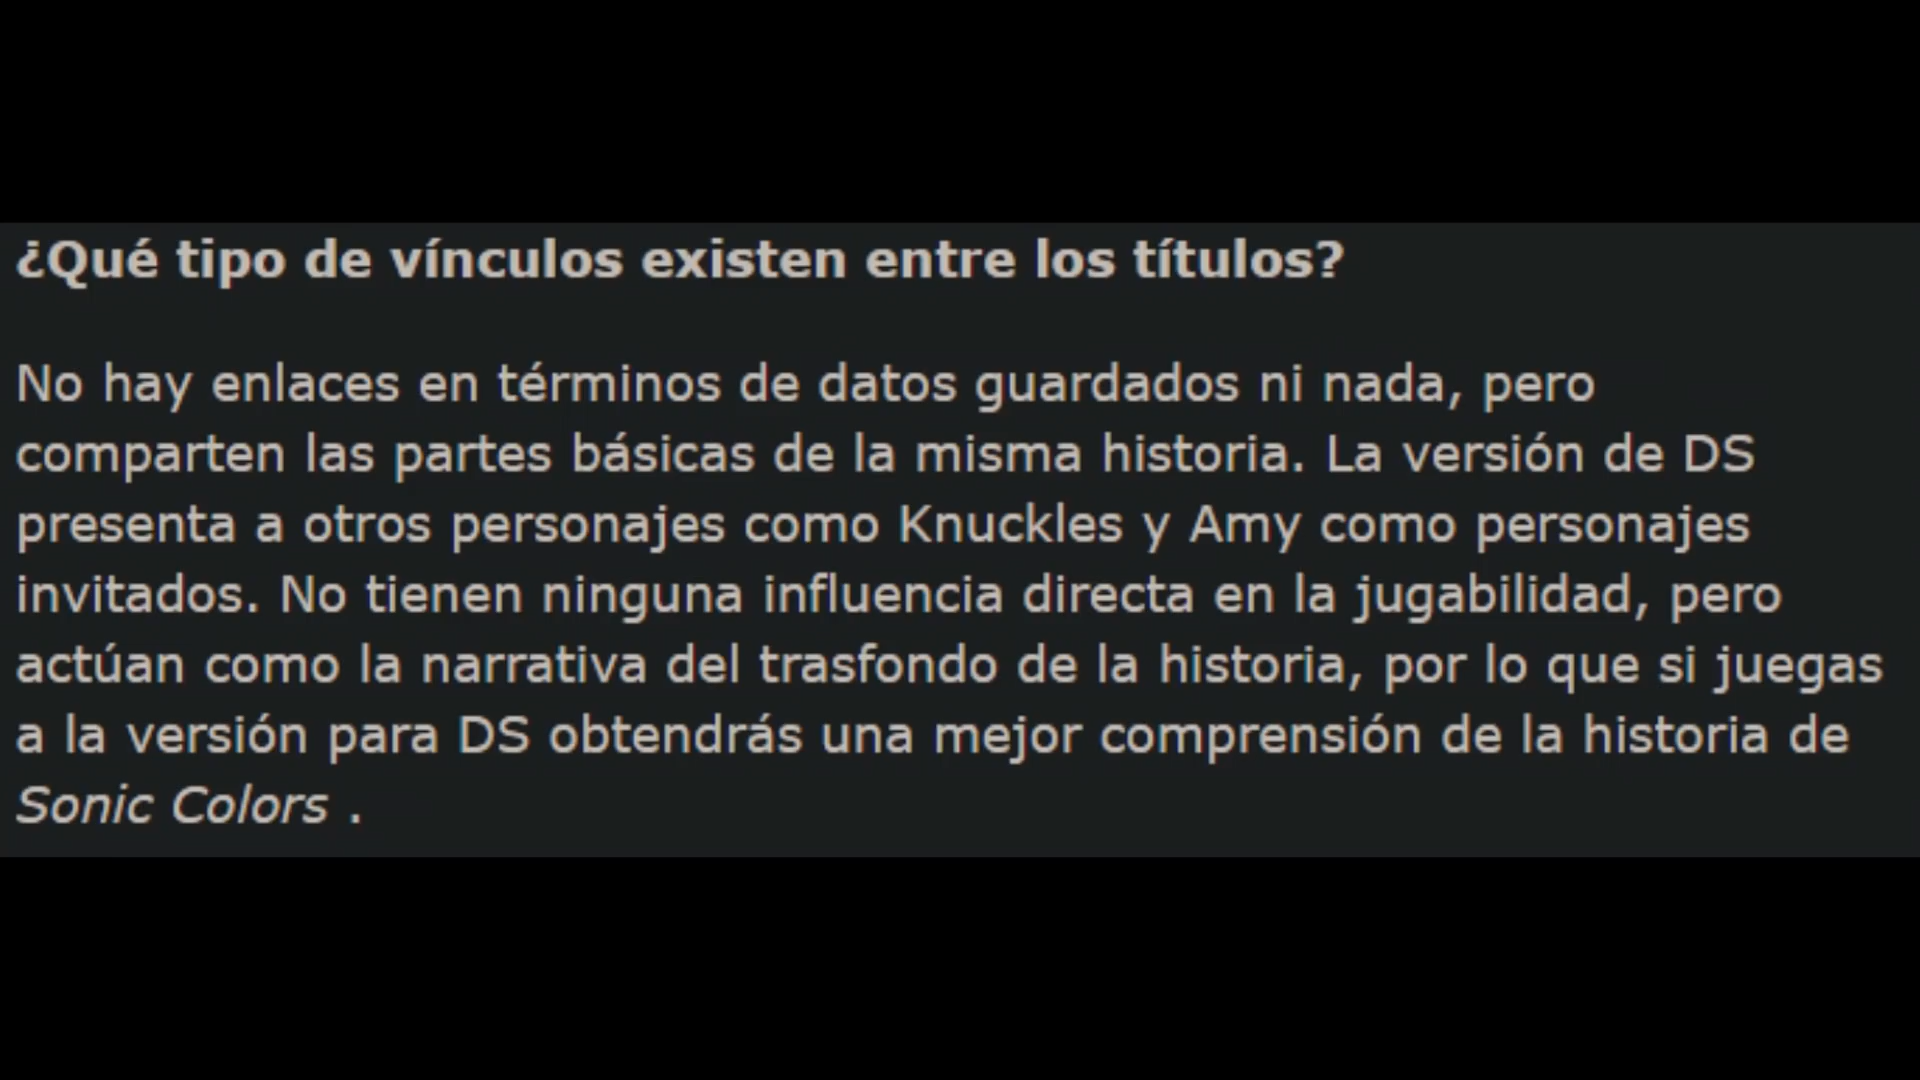 ¿Qué tipo de vínculos existen entre los títulos?
No hay enlaces en términos de datos guardados ni nada, pero
comparten las partes básicas de la misma historia. La versión de DS
presenta a otros personajes como Knuckles y Amy como personajes
invitados. No tienen ninguna influencia directa en la jugabilidad, pero
actúan como la narrativa del trasfondo de la historia, por lo que si juegas
a la versión para DS obtendrás una mejor comprensión de la historia de
Sonic Colors .